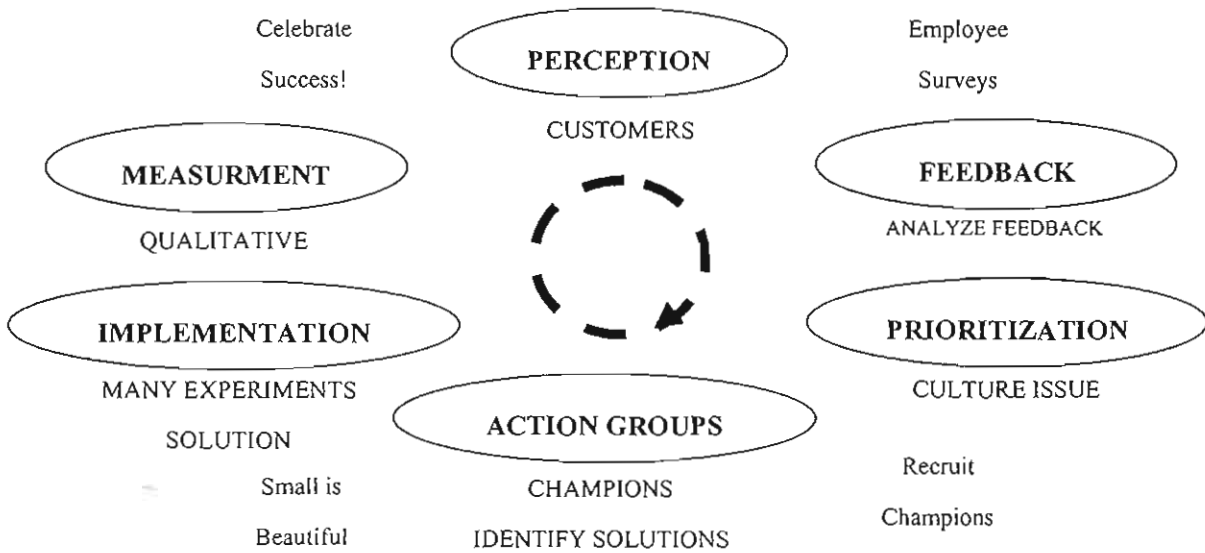 Celebrate
Success!
PERCEPTION
CUSTOMERS
Employee
Surveys
MEASURMENT
QUALITATIVE
FEEDBACK
ANALYZE FEEDBACK
IMPLEMENTATION
MANY EXPERIMENTS
SOLUTION
PRIORITIZATION
CULTURE ISSUE
Small is
Beautiful
ACTION GROUPS
CHAMPIONS
IDENTIFY SOLUTIONS
Recruit
Champions